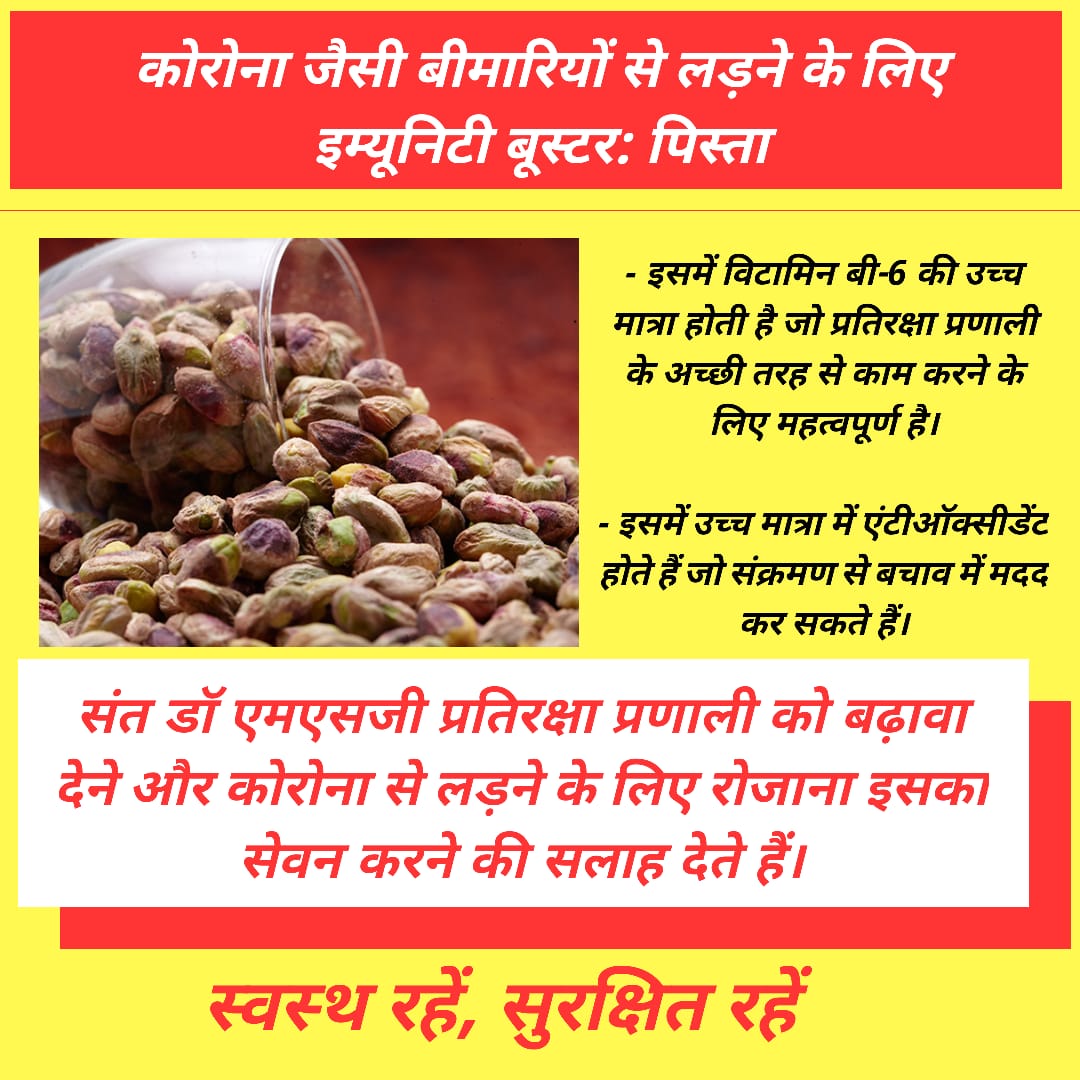 कोरोना जैसी बीमारियों से लड़ने के लिए
इम्यूनिटी बूस्टर: पिस्ता
- इसमें विटामिन बी-6 की उच्च
मात्रा होती है जो प्रतिरक्षा प्रणाली
के अच्छी तरह से काम करने के
लिए महत्वपूर्ण है।
- इसमें उच्च मात्रा में एंटीऑक्सीडेंट
होते हैं जो संक्रमण से बचाव में मदद
कर सकते हैं।
संत डॉ एमएसजी प्रतिरक्षा प्रणाली को बढ़ावा
देने और कोरोना से लड़ने के लिए रोजाना इसका
सेवन करने की सलाह देते हैं।
स्वस्थ रहें, सुरक्षित रहें